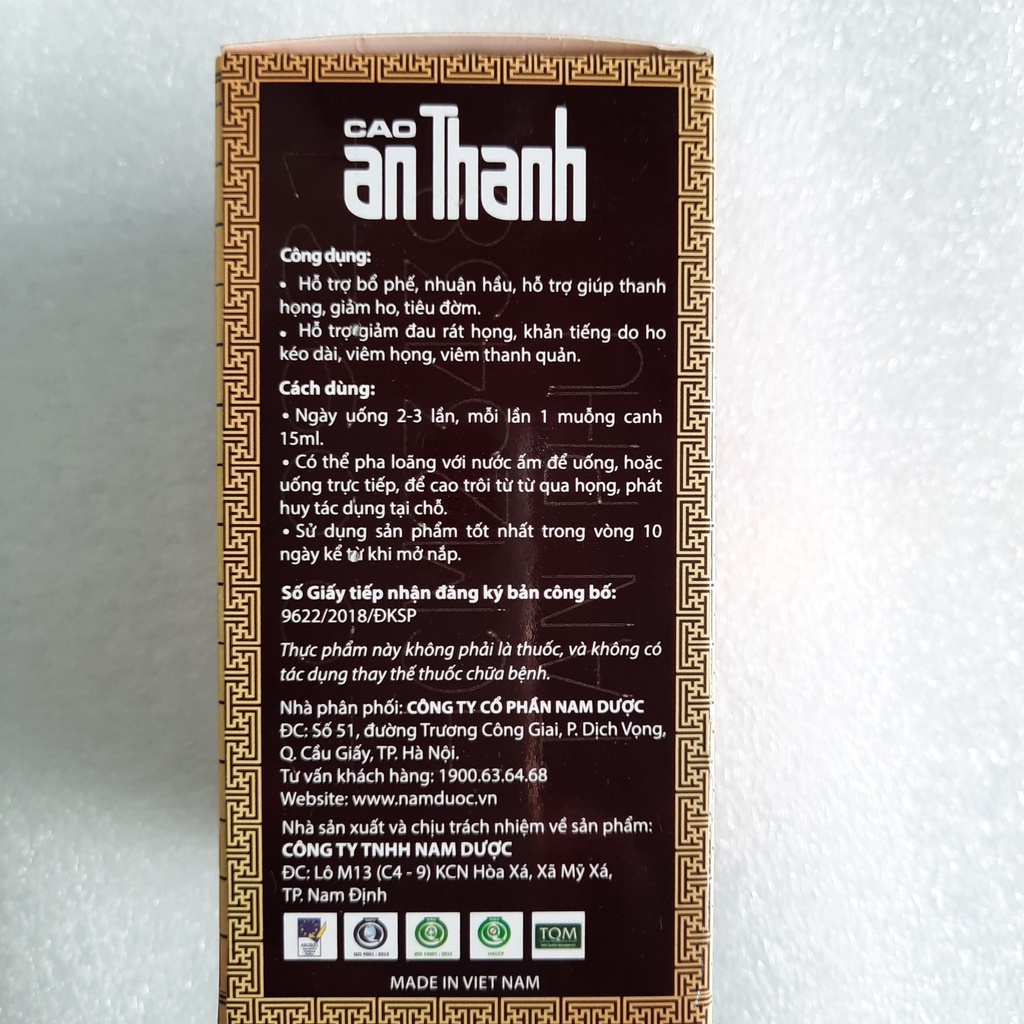 CAO
an Thanh
Công dụng:
• Hỗ trợ bổ phế, nhuận hầu, hỗ trợ giúp thanh
họng, giảm ho, tiêu đờm.
• Hỗ trợ giảm đau rát họng, khản tiếng do ho
kéo dài, viêm họng, viêm thanh quản.
Cách dùng:
• Ngày uống 2-3 lần, mỗi lần 1 muỗng canh
15ml.
• Có thể pha loãng với nước ấm để uống, hoặc
uống trực tiếp, để cao trôi từ từ qua họng, phát
huy tác dụng tại chỗ.
• Sử dụng sản phẩm tốt nhất trong vòng 10
ngày kể từ khi mở nắp.
Số Giấy tiếp nhận đăng ký bản công bố:
9622/2018/ĐKSP
Thực phẩm này không phải là thuốc, và không có
tác dụng thay thế thuốc chữa bệnh.
Nhà phân phối: CÔNG TY CỔ PHẦN NAM DƯỢC
ĐC: Số 51, đường Trương Công Giai, P. Dịch Vọng,
Q. Cầu Giấy, TP. Hà Nội.
Tư vấn khách hàng: 1900.63.64.68
Website: www.namduoc.vn
Nhà sản xuất và chịu trách nhiệm về sản phẩm:
CÔNG TY TNHH NAM DƯỢC
ĐC: Lô M13 (C4 - 9) KCN Hòa Xá, Xã Mỹ Xá,
TP. Nam Định
HACCP
TQM
MADE IN VIET NAM